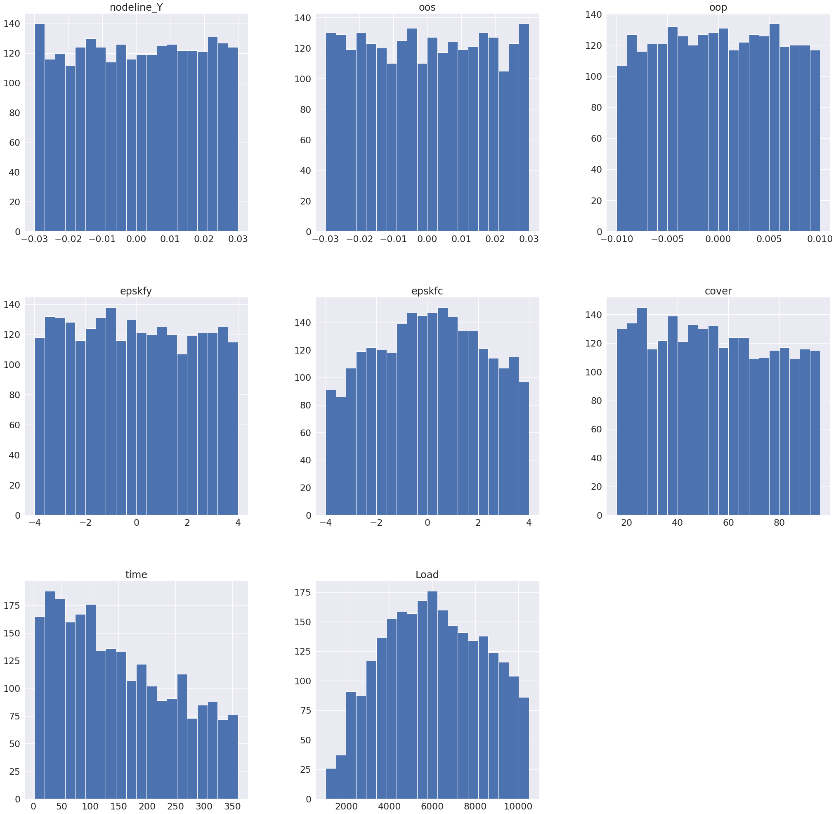 nodeline_Y oos oop
140 120 100 80 60 40 20 0
−0.03 −0.02 −0.01 0.00 0.01 0.02 0.03
140 120 100 80 60 40 20 0
−0.03 −0.02 −0.01 0.00 0.01 0.02 0.03
140 120 100 80 60 40 20 0
−0.010 −0.005 0.000 0.005 0.010
epskfy epskfc cover
140 120 100 80 60 40 20 0
−4 −2 0 2 4
150 125 100 75 50 25 0
−4 −2 0 2 4
140 120 100 80 60 40 20 0
20 40 60 80
time Load
175 150 125 100 75 50 25 0
0 50 100 150 200 250 300 350
175 150 125 100 75 50 25 0
2000 4000 6000 8000 10000